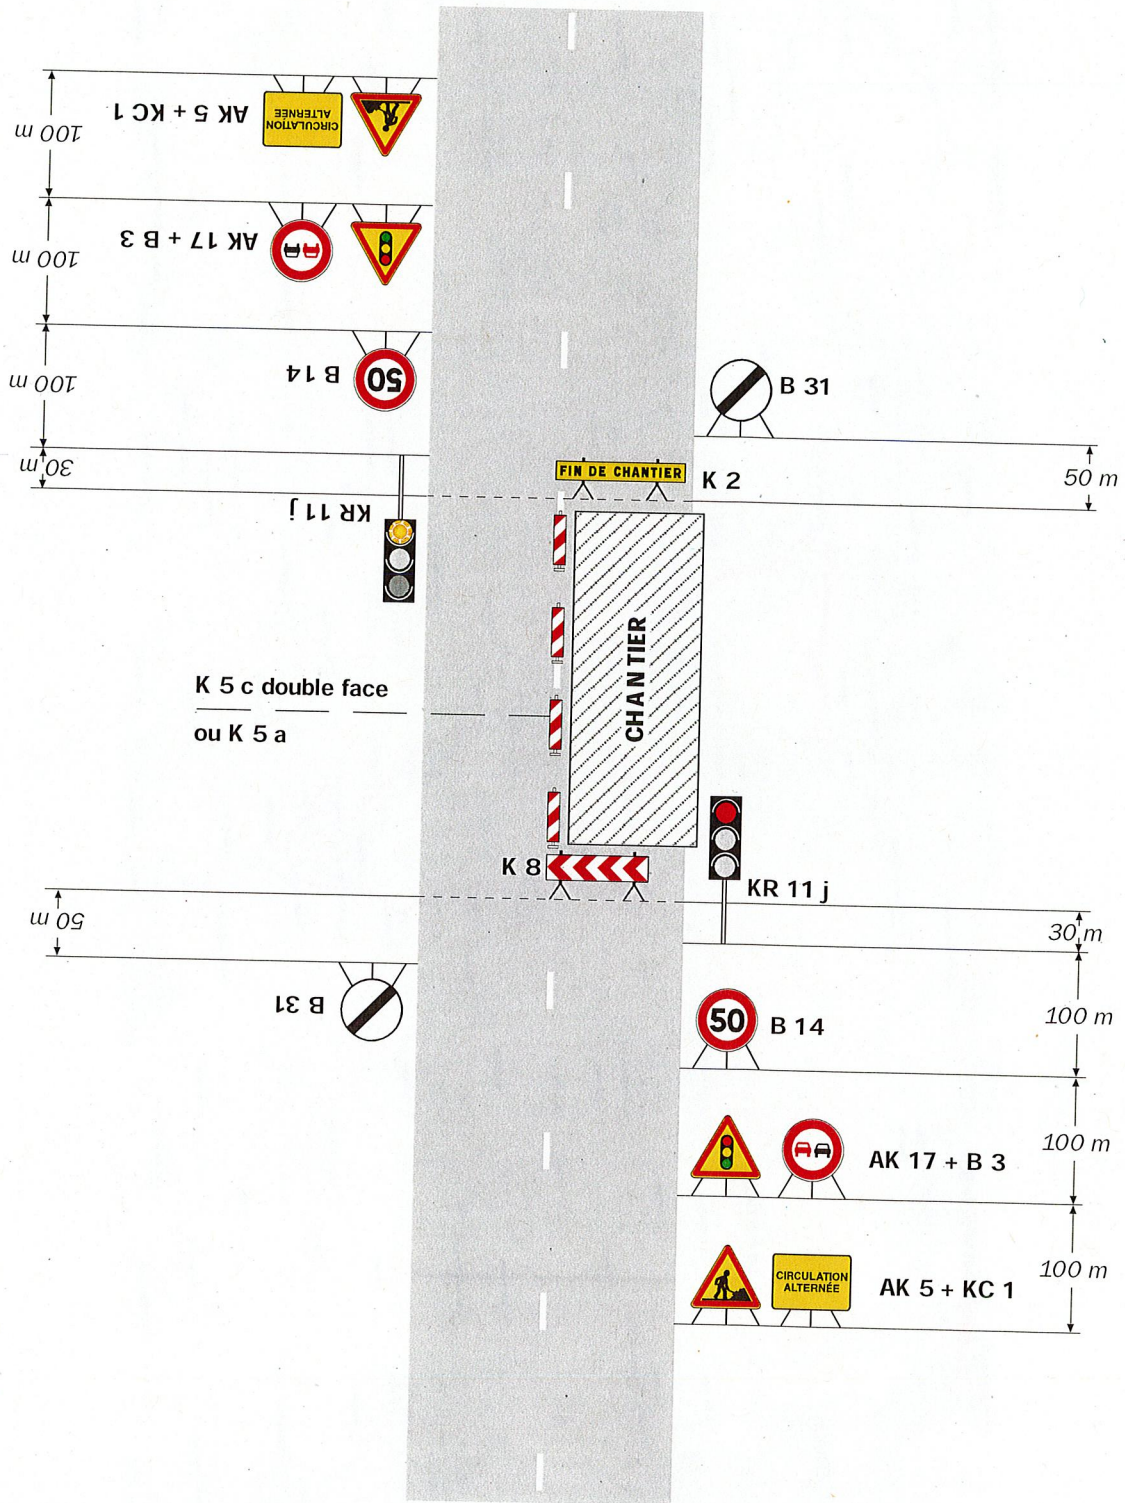 100 m
AK 5 + KC 1
CIRCULATION
ALTERNÉE
100 m
AK 17 + B 3
100 m
B 14
50
B 31
30 m
FIN DE CHANTIER
K 2
50 m
KR 11 j
CHANTIER
K 5 c double face
ou K 5 a
K 8
KR 11 j
50 m
30 m
B 31
50
B 14
100 m
AK 17 + B 3
100 m
CIRCULATION
ALTERNÉE
AK 5 + KC 1
100 m